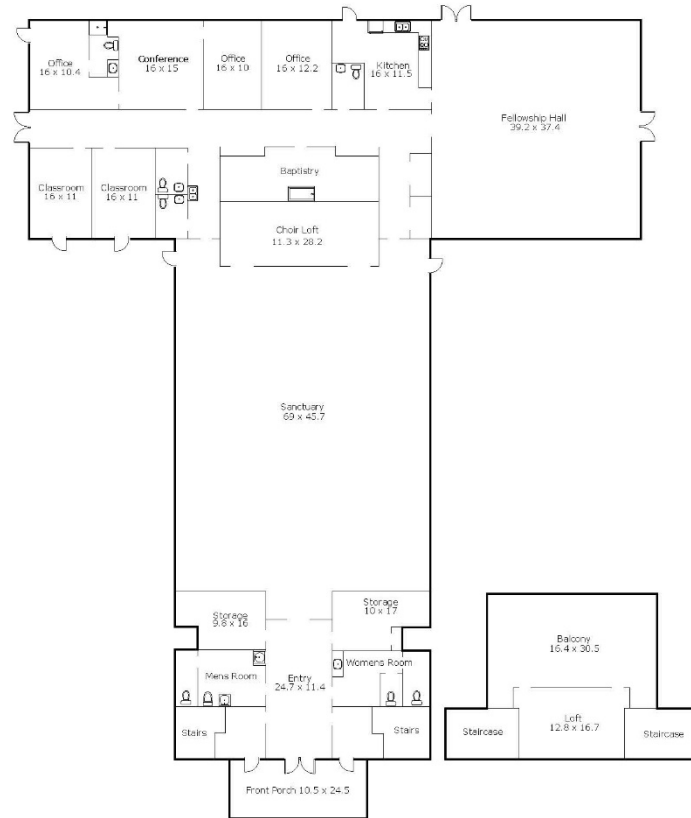 Office
16 x 10.4
Conference
16 x 15
Office
16 x 10
Office
16 x 12.2
Kitchen
16 x 11.5
Fellowship Hall
39.2 x 37.4
Classroom
16 x 11
Classroom
16 x 11
Baptistry
Choir Loft
11.3 x 28.2
Sanctuary
69 x 45.7
Storage
9.8 x 16
Storage
10 x 17
Mens Room
Entry
24.7 x 11.4
Womens Room
Stairs
Stairs
Front Porch 10.5 x 24.5
Balcony
16.4 x 30.5
Staircase
Loft
12.8 x 16.7
Staircase